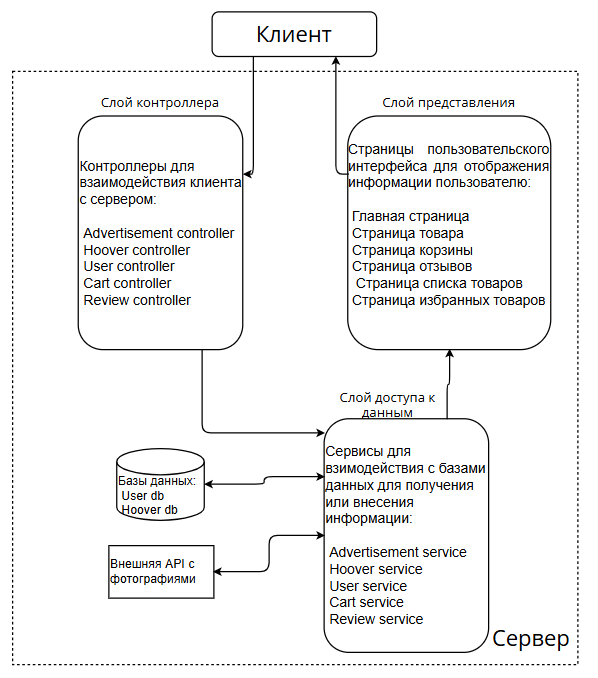 Клиент
Слой контроллера
Контроллеры для
взаимодействия клиента
с сервером:
Advertisement controller
Hoover controller
User controller
Cart controller
Review controller
Слой представления
Страницы пользовательского
интерфейса для отображения
информации пользователю:
Главная страница
Страница товара
Страница корзины
Страница отзывов
Страница списка товаров
Страница избранных товаров
Слой доступа к
данным
Сервисы для
взимодействия с базами
данных для получения
или внесения
информации:
Advertisement service
Hoover service
User service
Cart service
Review service
Базы данных:
User db
Hoover db
Внешняя API с
фотографиями
Сервер